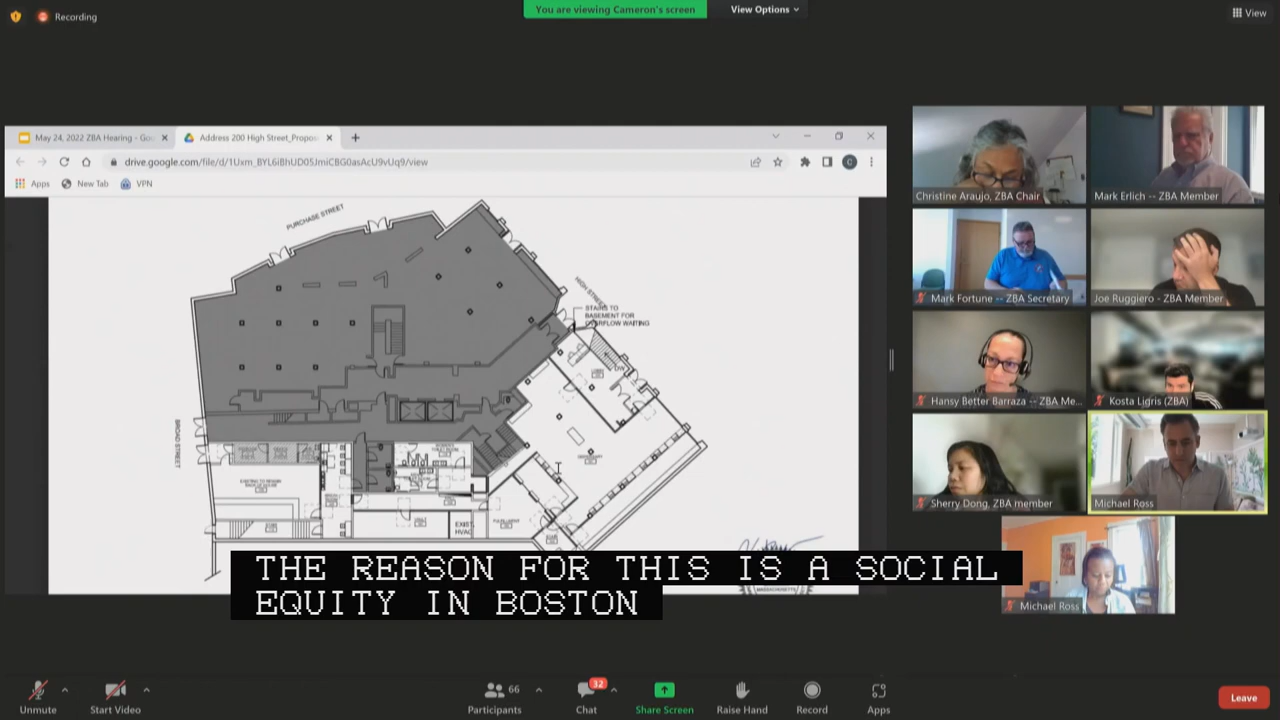 Recording
You are viewing Cameron's screen
View Options
View
May 24, 2022 ZBA Hearing - Go
Address 200 High Street_Propos
drive.google.com/file/d/1Uxm_BYL6iBhUD05JmiCBG0asAcU9vUq9/view
Apps
New Tab
VPN
PURCHASE STREET
HIGH STREET
STAIRS TO
BASEMENT FOR
OVERFLOW WAITING
BROAD STREET
EXIST.
HVAC
MASSACHUSETTS
Christine Araujo, ZBA Chair
Mark Erlich -- ZBA Member
Mark Fortune -- ZBA Secretary
Joe Ruggiero - ZBA Member
Hansy Better Barraza -- ZBA Me...
Kosta Ligris (ZBA)
Sherry Dong, ZBA member
Michael Ross
Michael Ross
THE REASON FOR THIS IS A SOCIAL
EQUITY IN BOSTON
Unmute
Start Video
66
Participants
32
Chat
Share Screen
Raise Hand
Record
Apps
Leave